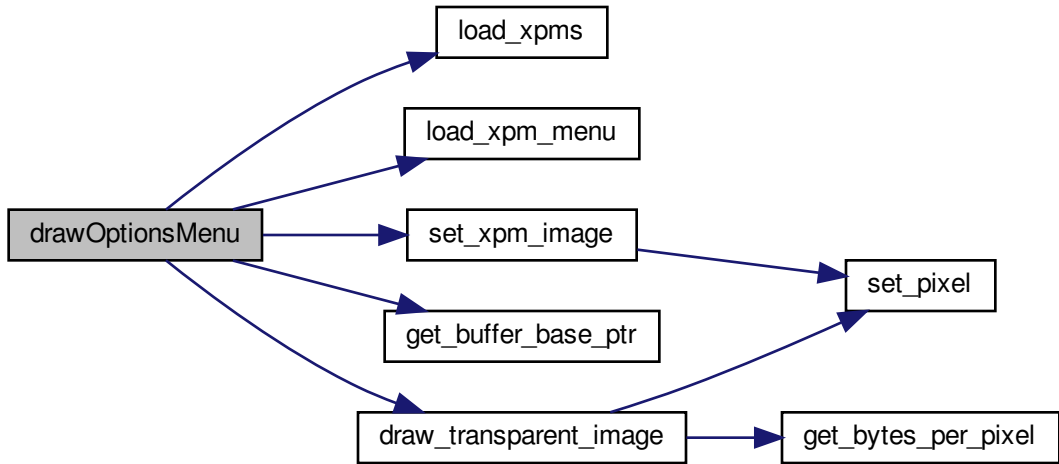 load_xpms
load_xpm_menu
drawOptionsMenu
set_xpm_image
set_pixel
get_buffer_base_ptr
draw_transparent_image
get_bytes_per_pixel